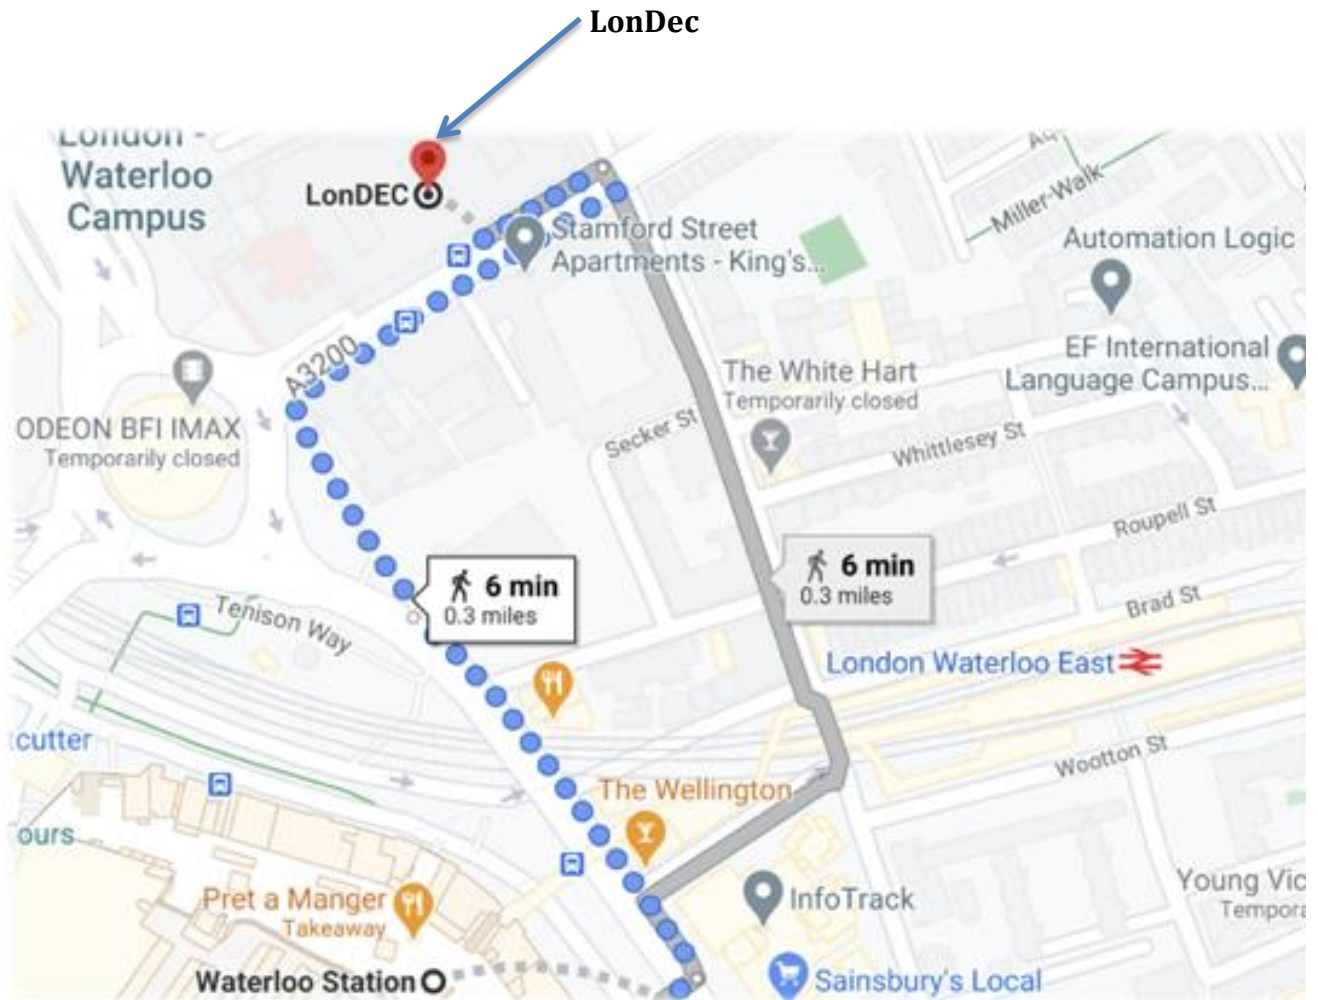 LonDec
London -
Waterloo
Campus
LonDEC
Stamford Street
Apartments - King's...
Miller Walk
Automation Logic
EF International
Language Campus...
A3200
The White Hart
Temporarily closed
ODEON BFI IMAX
Temporarily closed
Secker St
Whittlesey St
Roupell St
6 min
0.3 miles
6 min
0.3 miles
Tenison Way
Brad St
London Waterloo East
cutter
Wootton St
The Wellington
ours
Pret a Manger
Takeaway
InfoTrack
Young Vic
Tempora
Waterloo Station
Sainsbury's Local